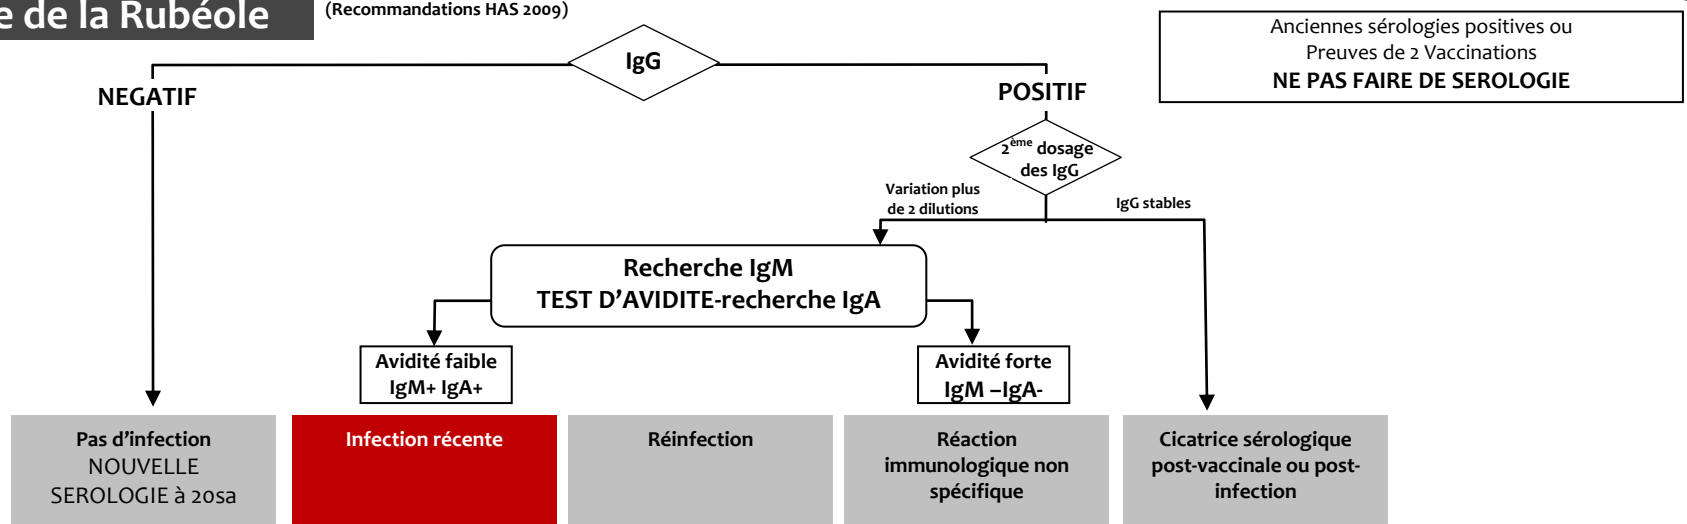 e de la Rubéole
(Recommandations HAS 2009)
Anciennes sérologies positives ou
Preuves de 2 Vaccinations
NE PAS FAIRE DE SEROLOGIE
IgG
NEGATIF
POSITIF
2ème dosage
des IgG
Variation plus
de 2 dilutions
IgG stables
Recherche IgM
TEST D’AVIDITE-recherche IgA
Avidité faible
IgM+ IgA+
Avidité forte
IgM –IgA-
Pas d’infection
NOUVELLE
SEROLOGIE à 20sa
Infection récente
Réinfection
Réaction
immunologique non
spécifique
Cicatrice sérologique
post-vaccinale ou post-
infection